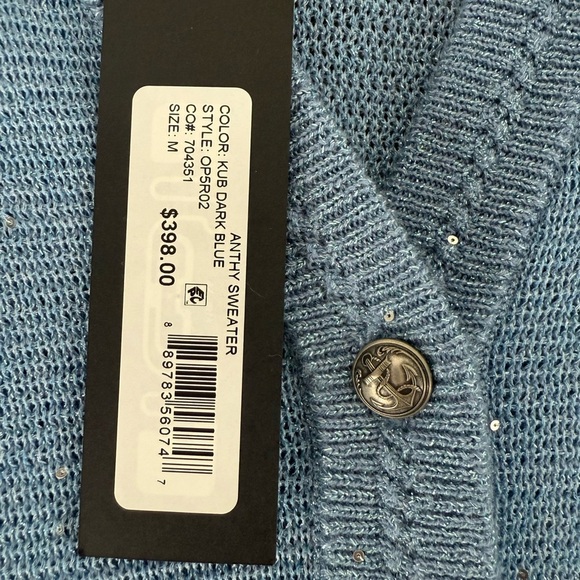 ANTHY SWEATER
COLOR: KUB DARK BLUE
STYLE: OP5R02
CO#: 704351
SIZE: M
$398.00
8 89783 56074 7